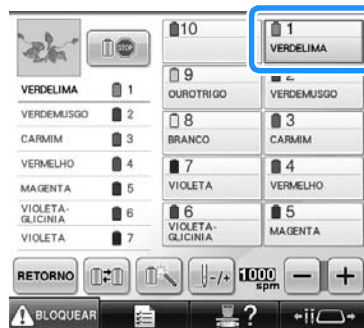 10
1
VERDELIMA
VERDELIMA 1
9
OUROTRIGO
2
VERDEMUSGO
VERDEMUSGO 2
8
BRANCO
3
CARMIM
CARMIM 3
VERMELHO 4
7
VIOLETA
4
VERMELHO
MAGENTA 5
VIOLETA-
GLICINIA 6
6
VIOLETA-
GLICINIA
5
MAGENTA
VIOLETA 7
RETORNO
-/+
1000
spm
− +
BLOQUEAR
?